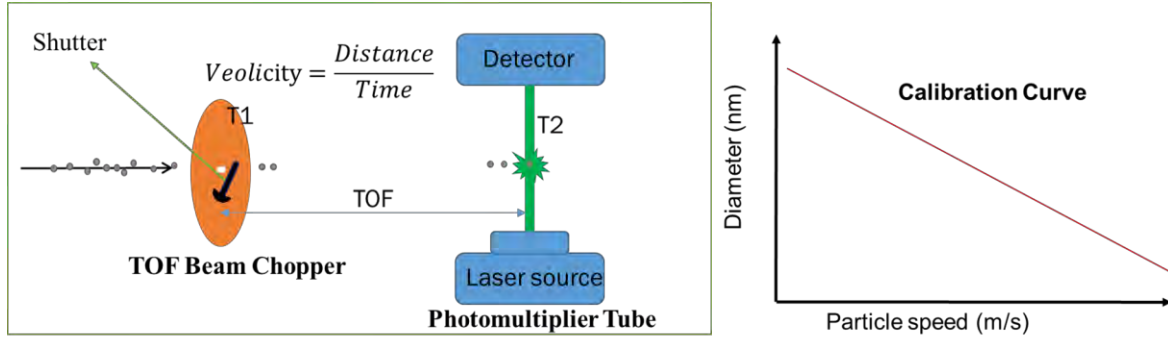 Shutter
Veolicity = Distance / Time
Detector
T1
T2
TOF
TOF Beam Chopper
Laser source
Photomultiplier Tube
Calibration Curve
Diameter (nm)
Particle speed (m/s)